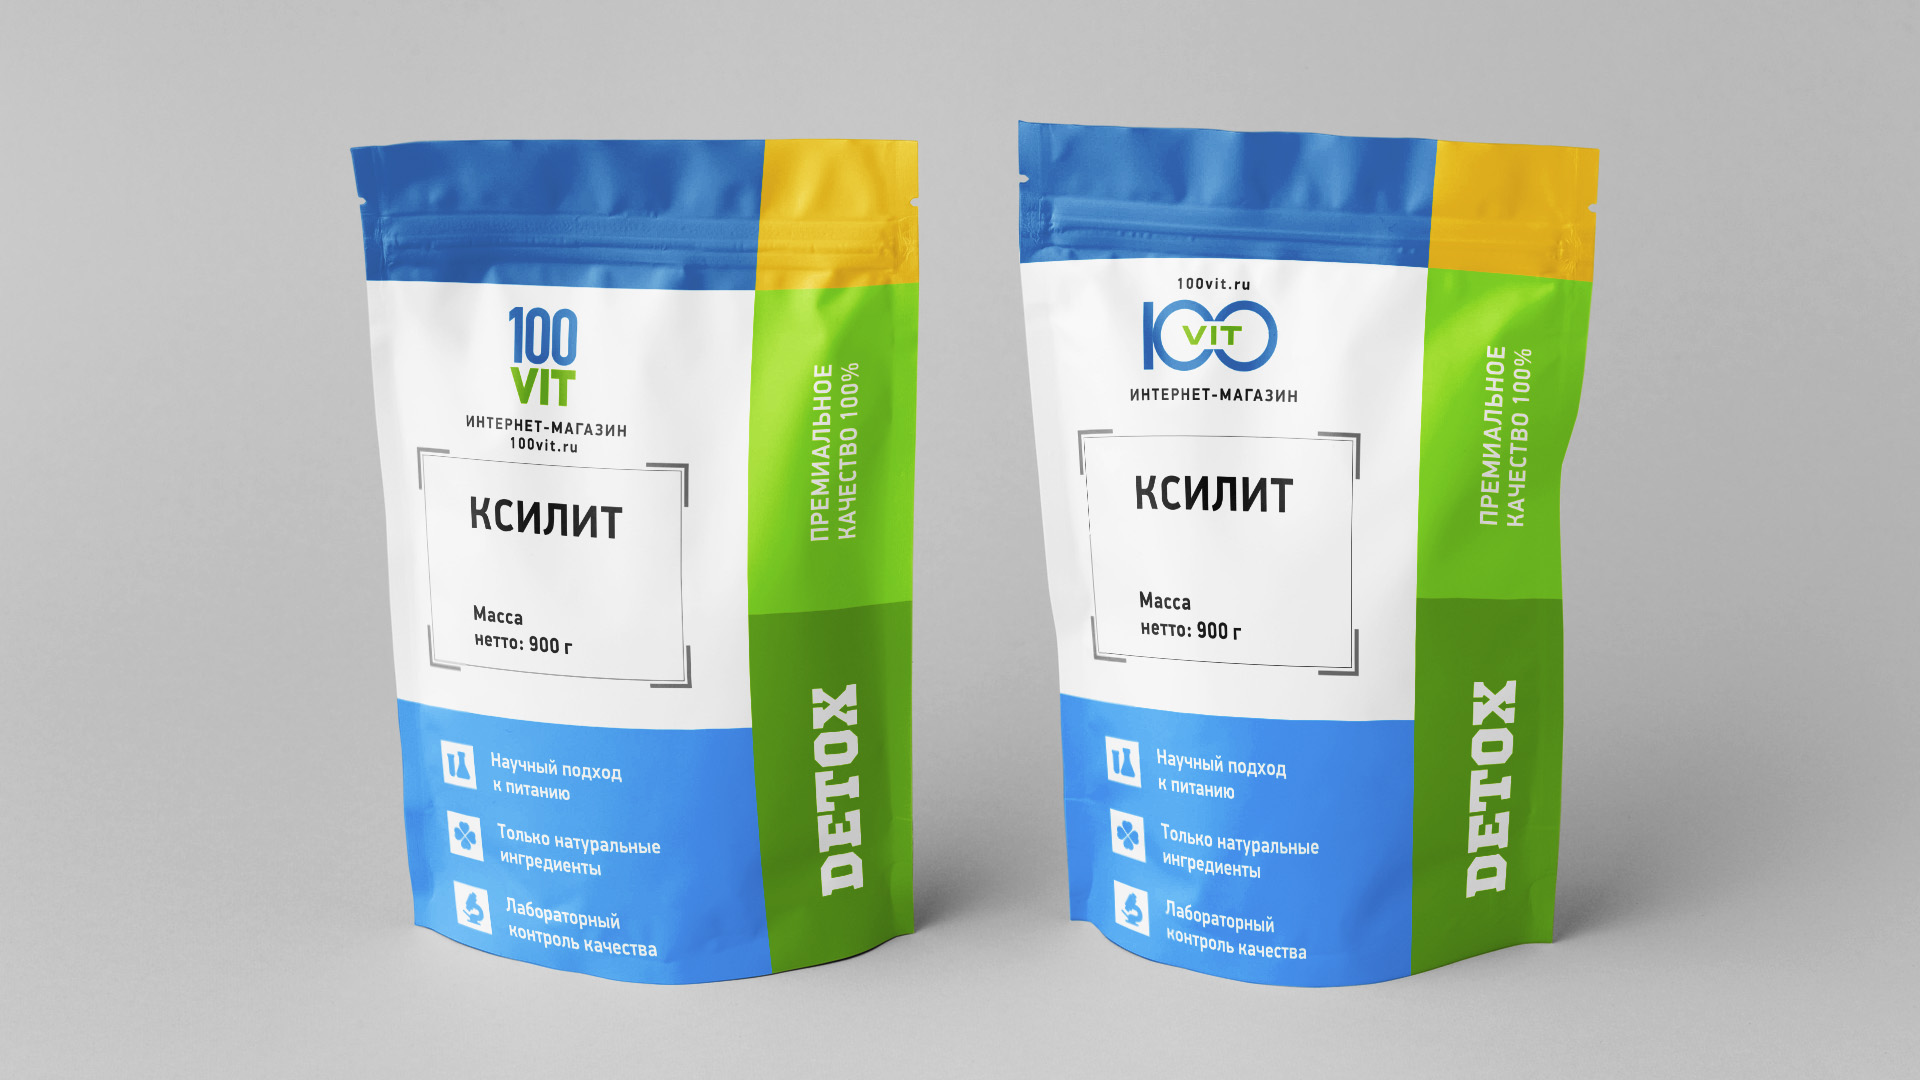 100
VIT
ИНТЕРНЕТ-МАГАЗИН
100vit.ru
КСИЛИТ
Масса
нетто: 900 г
Научный подход
к питанию
Только натуральные
ингредиенты
Лабораторный
контроль качества
ПРЕМИАЛЬНОЕ
КАЧЕСТВО 100%
DETOX
100vit.ru
100
VIT
ИНТЕРНЕТ-МАГАЗИН
КСИЛИТ
Масса
нетто: 900 г
Научный подход
к питанию
Только натуральные
ингредиенты
Лабораторный
контроль качества
ПРЕМИАЛЬНОЕ
КАЧЕСТВО 100%
DETOX